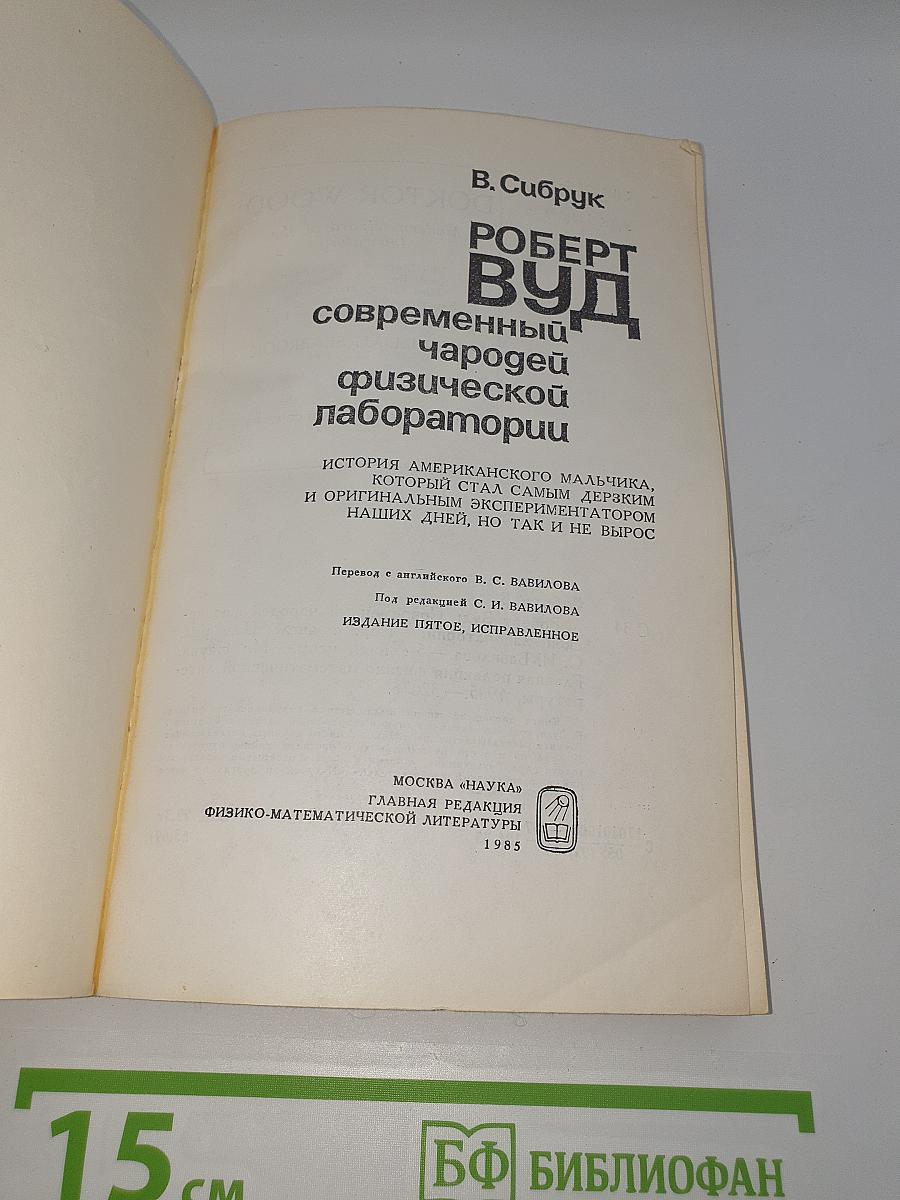 В. Сибрук
РОБЕРТ
ВУД
современный
чародей
физической
лаборатории
ИСТОРИЯ АМЕРИКАНСКОГО МАЛЬЧИКА,
КОТОРЫЙ СТАЛ САМЫМ ДЕРЗКИМ
И ОРИГИНАЛЬНЫМ ЭКСПЕРИМЕНТАТОРОМ
НАШИХ ДНЕЙ, НО ТАК И НЕ ВЫРОС
Перевод с английского В. С. ВАВИЛОВА
Под редакцией С. И. ВАВИЛОВА
ИЗДАНИЕ ПЯТОЕ, ИСПРАВЛЕННОЕ
МОСКВА «НАУКА»
ГЛАВНАЯ РЕДАКЦИЯ
ФИЗИКО-МАТЕМАТИЧЕСКОЙ ЛИТЕРАТУРЫ
1985
15 см
БФ БИБЛИОФАН